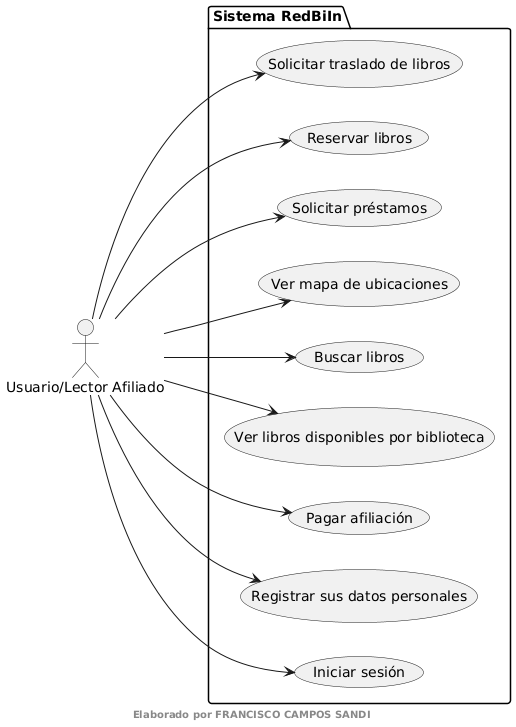 Sistema RedBiIn
Solicitar traslado de libros
Reservar libros
Solicitar préstamos
Ver mapa de ubicaciones
Buscar libros
Usuario/Lector Afiliado
Ver libros disponibles por biblioteca
Pagar afiliación
Registrar sus datos personales
Iniciar sesión
Elaborado por FRANCISCO CAMPOS SANDI